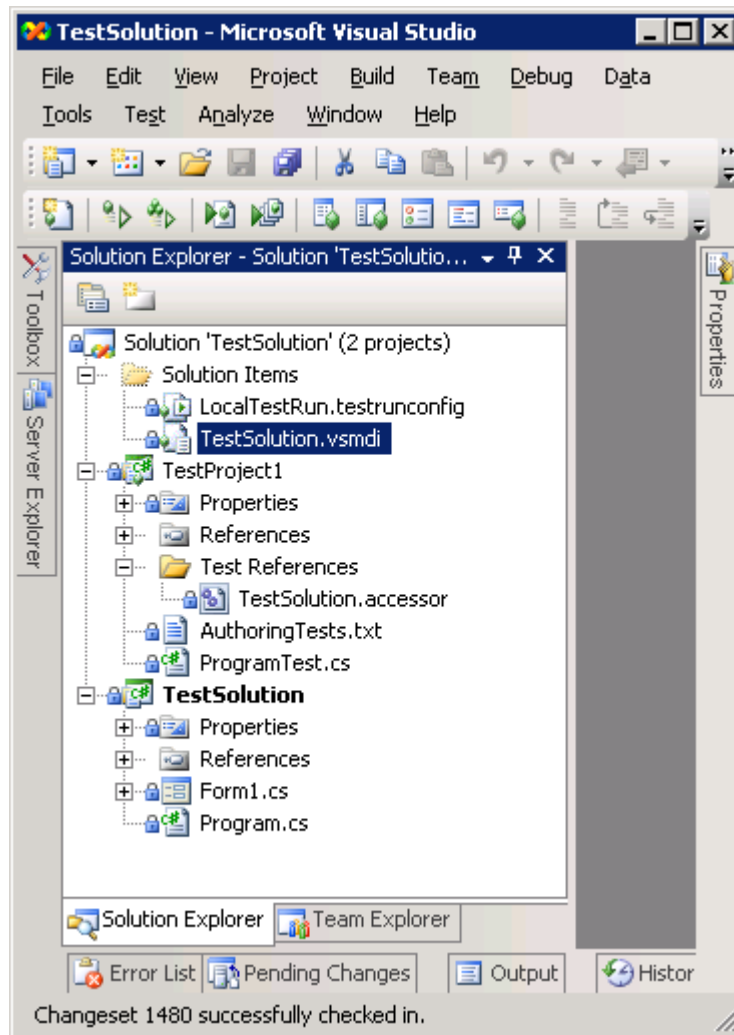 TestSolution - Microsoft Visual Studio
File Edit View Project Build Team Debug Data
Tools Test Analyze Window Help
Solution Explorer - Solution 'TestSolutio...
Toolbox
Server Explorer
Properties
Solution 'TestSolution' (2 projects)
Solution Items
LocalTestRun.testrunconfig
TestSolution.vsmdi
TestProject1
Properties
References
Test References
TestSolution.accessor
AuthoringTests.txt
ProgramTest.cs
TestSolution
Properties
References
Form1.cs
Program.cs
Solution Explorer Team Explorer
Error List Pending Changes Output Histor
Changeset 1480 successfully checked in.